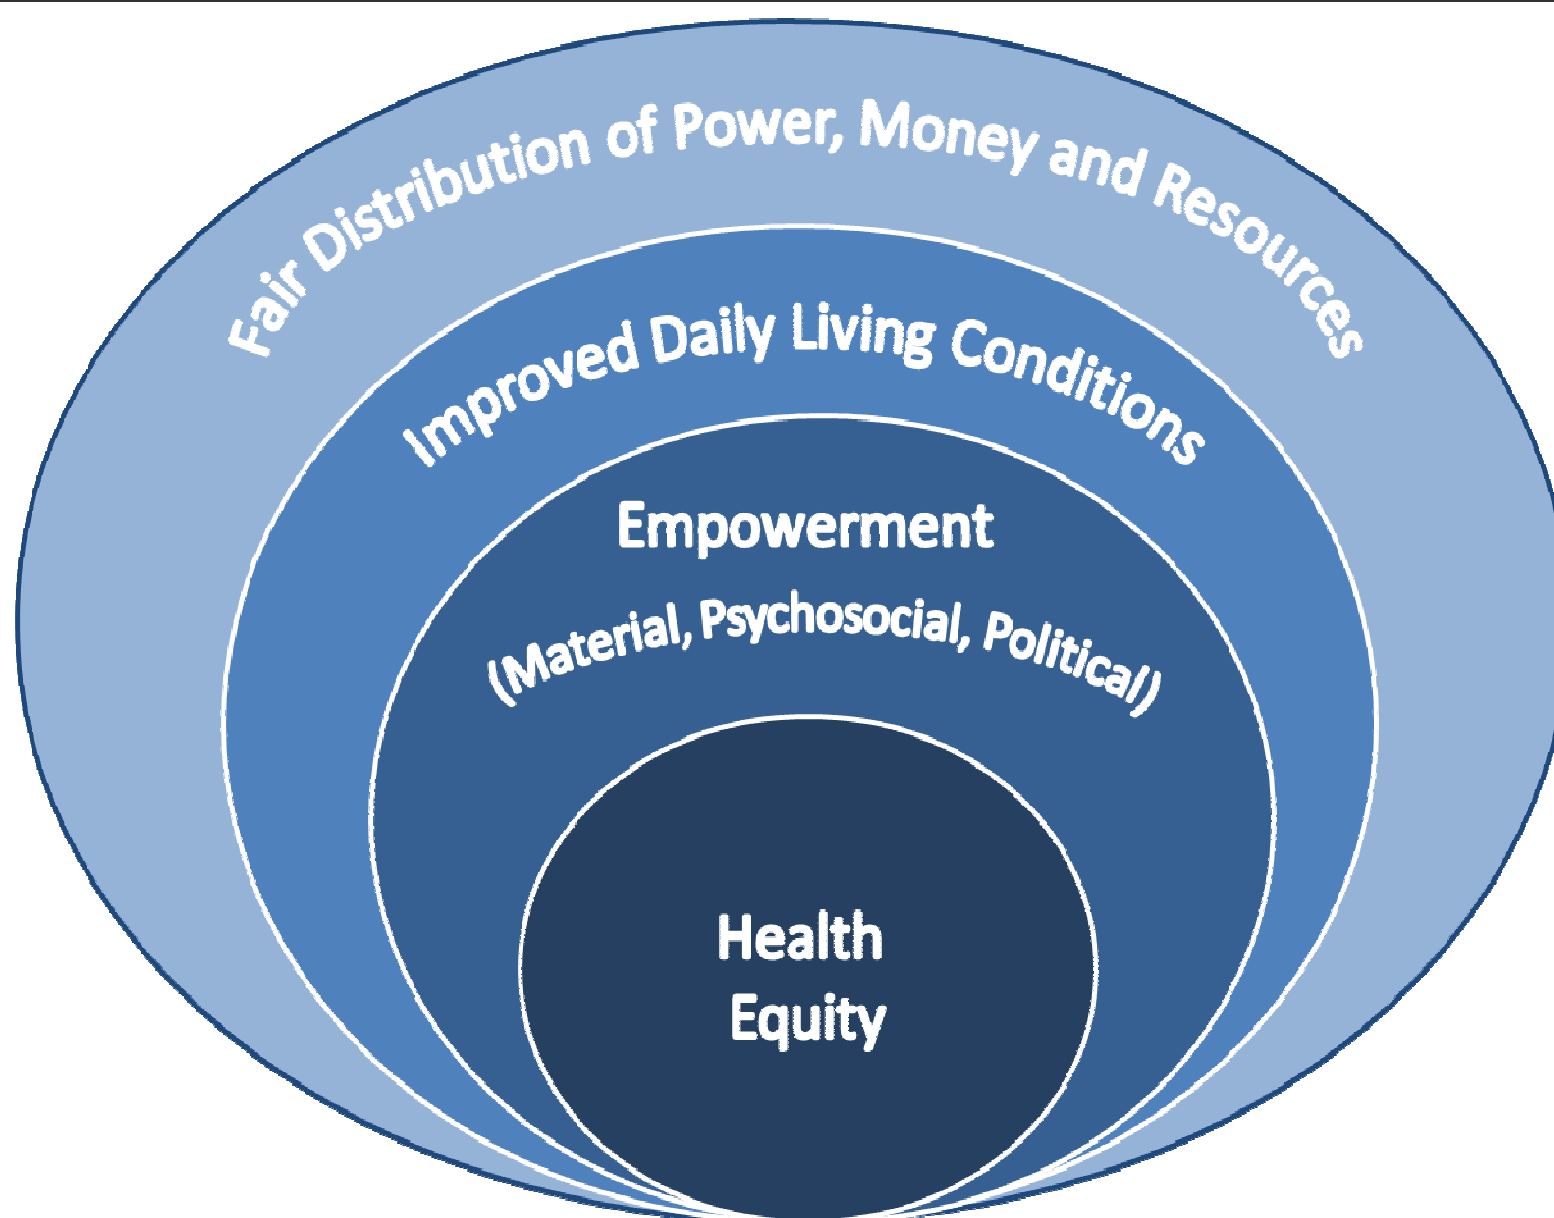 Fair Distribution of Power, Money and Resources
Improved Daily Living Conditions
Empowerment
(Material, Psychosocial, Political)
Health
Equity